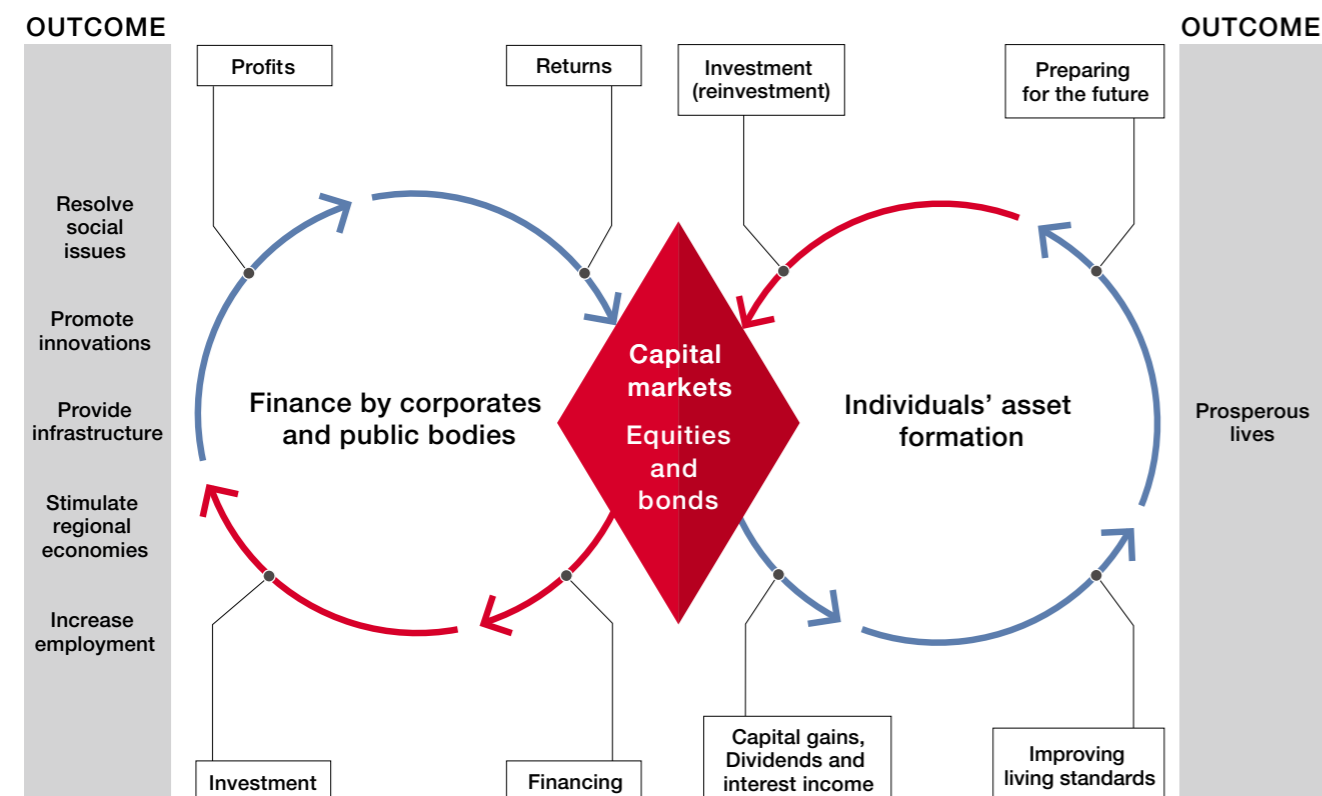 OUTCOME
OUTCOME
Profits
Returns
Investment
(reinvestment)
Preparing
for the future
Resolve
social
issues
Promote
innovations
Provide
infrastructure
Stimulate
regional
economies
Increase
employment
Finance by corporates
and public bodies
Capital
markets
Equities
and
bonds
Individuals’ asset
formation
Prosperous
lives
Investment
Financing
Capital gains,
Dividends and
interest income
Improving
living standards